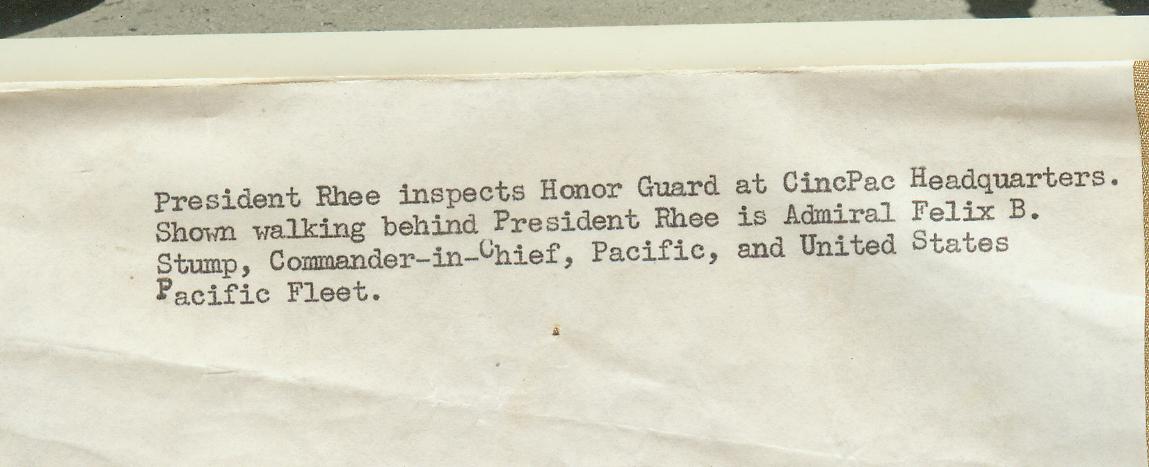 President Rhee inspects Honor Guard at CincPac Headquarters.
Shown walking behind President Rhee is Admiral Felix B.
Stump, Commander-in-Chief, Pacific, and United States
Pacific Fleet.